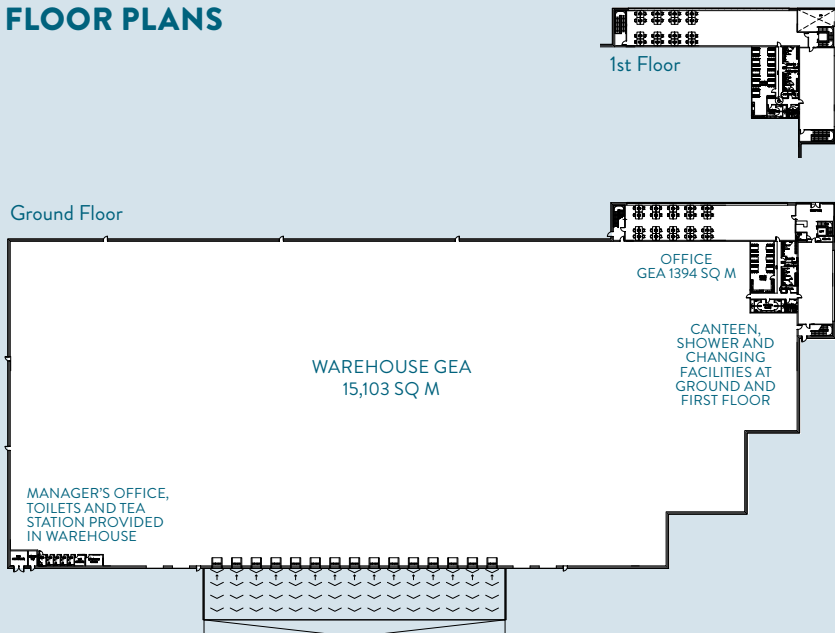 FLOOR PLANS
1st Floor
Ground Floor
OFFICE
GEA 1394 SQ M
WAREHOUSE GEA
15,103 SQ M
CANTEEN,
SHOWER AND
CHANGING
FACILITIES AT
GROUND AND
FIRST FLOOR
MANAGER'S OFFICE,
TOILETS AND TEA
STATION PROVIDED
IN WAREHOUSE